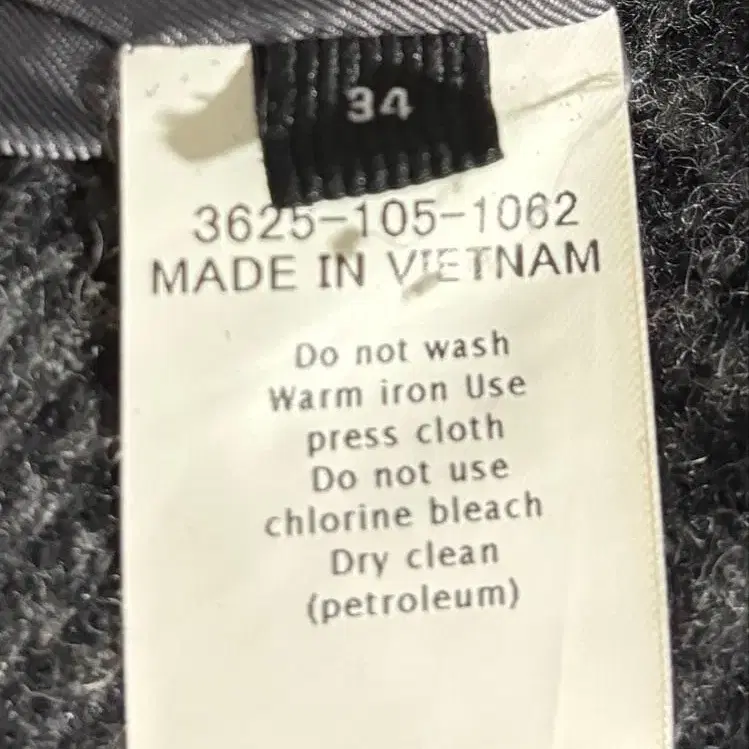 34
3625-105-1062
MADE IN VIETNAM
Do not wash
Warm iron Use
press cloth
Do not use
chlorine bleach
Dry clean
(petroleum)